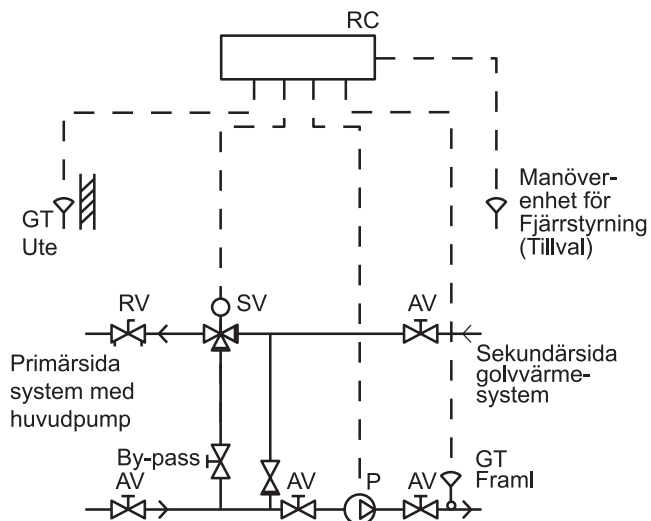 RC
GT
Ute
Manöver-
enhet för
Fjärrstyrning
(Tillval)
RV
SV
AV
Primärsida
system med
huvudpump
Sekundärsida
golvvärme-
system
By-pass
AV
AV
P
AV
GT
Framl